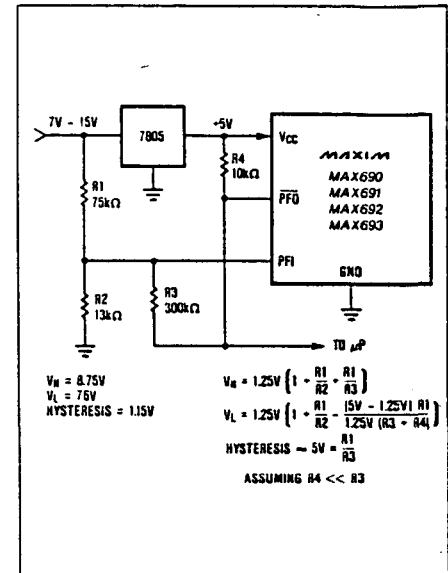 7V - 15V
7805
+5V
VCC
R4
10kΩ
MAXIM
MAX690
MAX691
MAX692
MAX693
PFO
R1
75kΩ
PFI
GND
R2
13kΩ
R3
300kΩ
TO µP
VH = 8.75V
VL = 76V
HYSTERESIS = 1.15V
VH = 1.25V (1 + R1/R2 + R1/R3)
VL = 1.25V (1 + R1/R2 - (5V - 1.25V) R1/1.25V (R3 + R4))
HYSTERESIS ~ 5V = R1/R3
ASSUMING R4 << R3